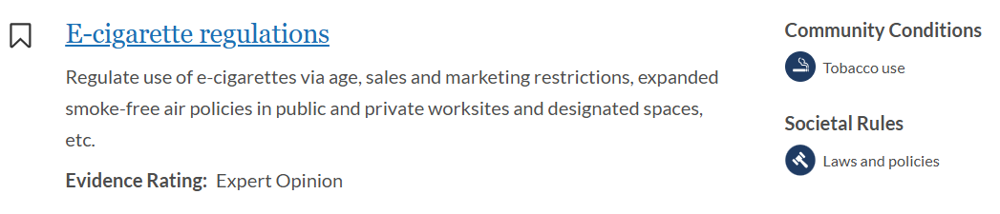 E-cigarette regulations
Regulate use of e-cigarettes via age, sales and marketing restrictions, expanded
smoke-free air policies in public and private worksites and designated spaces,
etc.
Evidence Rating: Expert Opinion
Community Conditions
Tobacco use
Societal Rules
Laws and policies